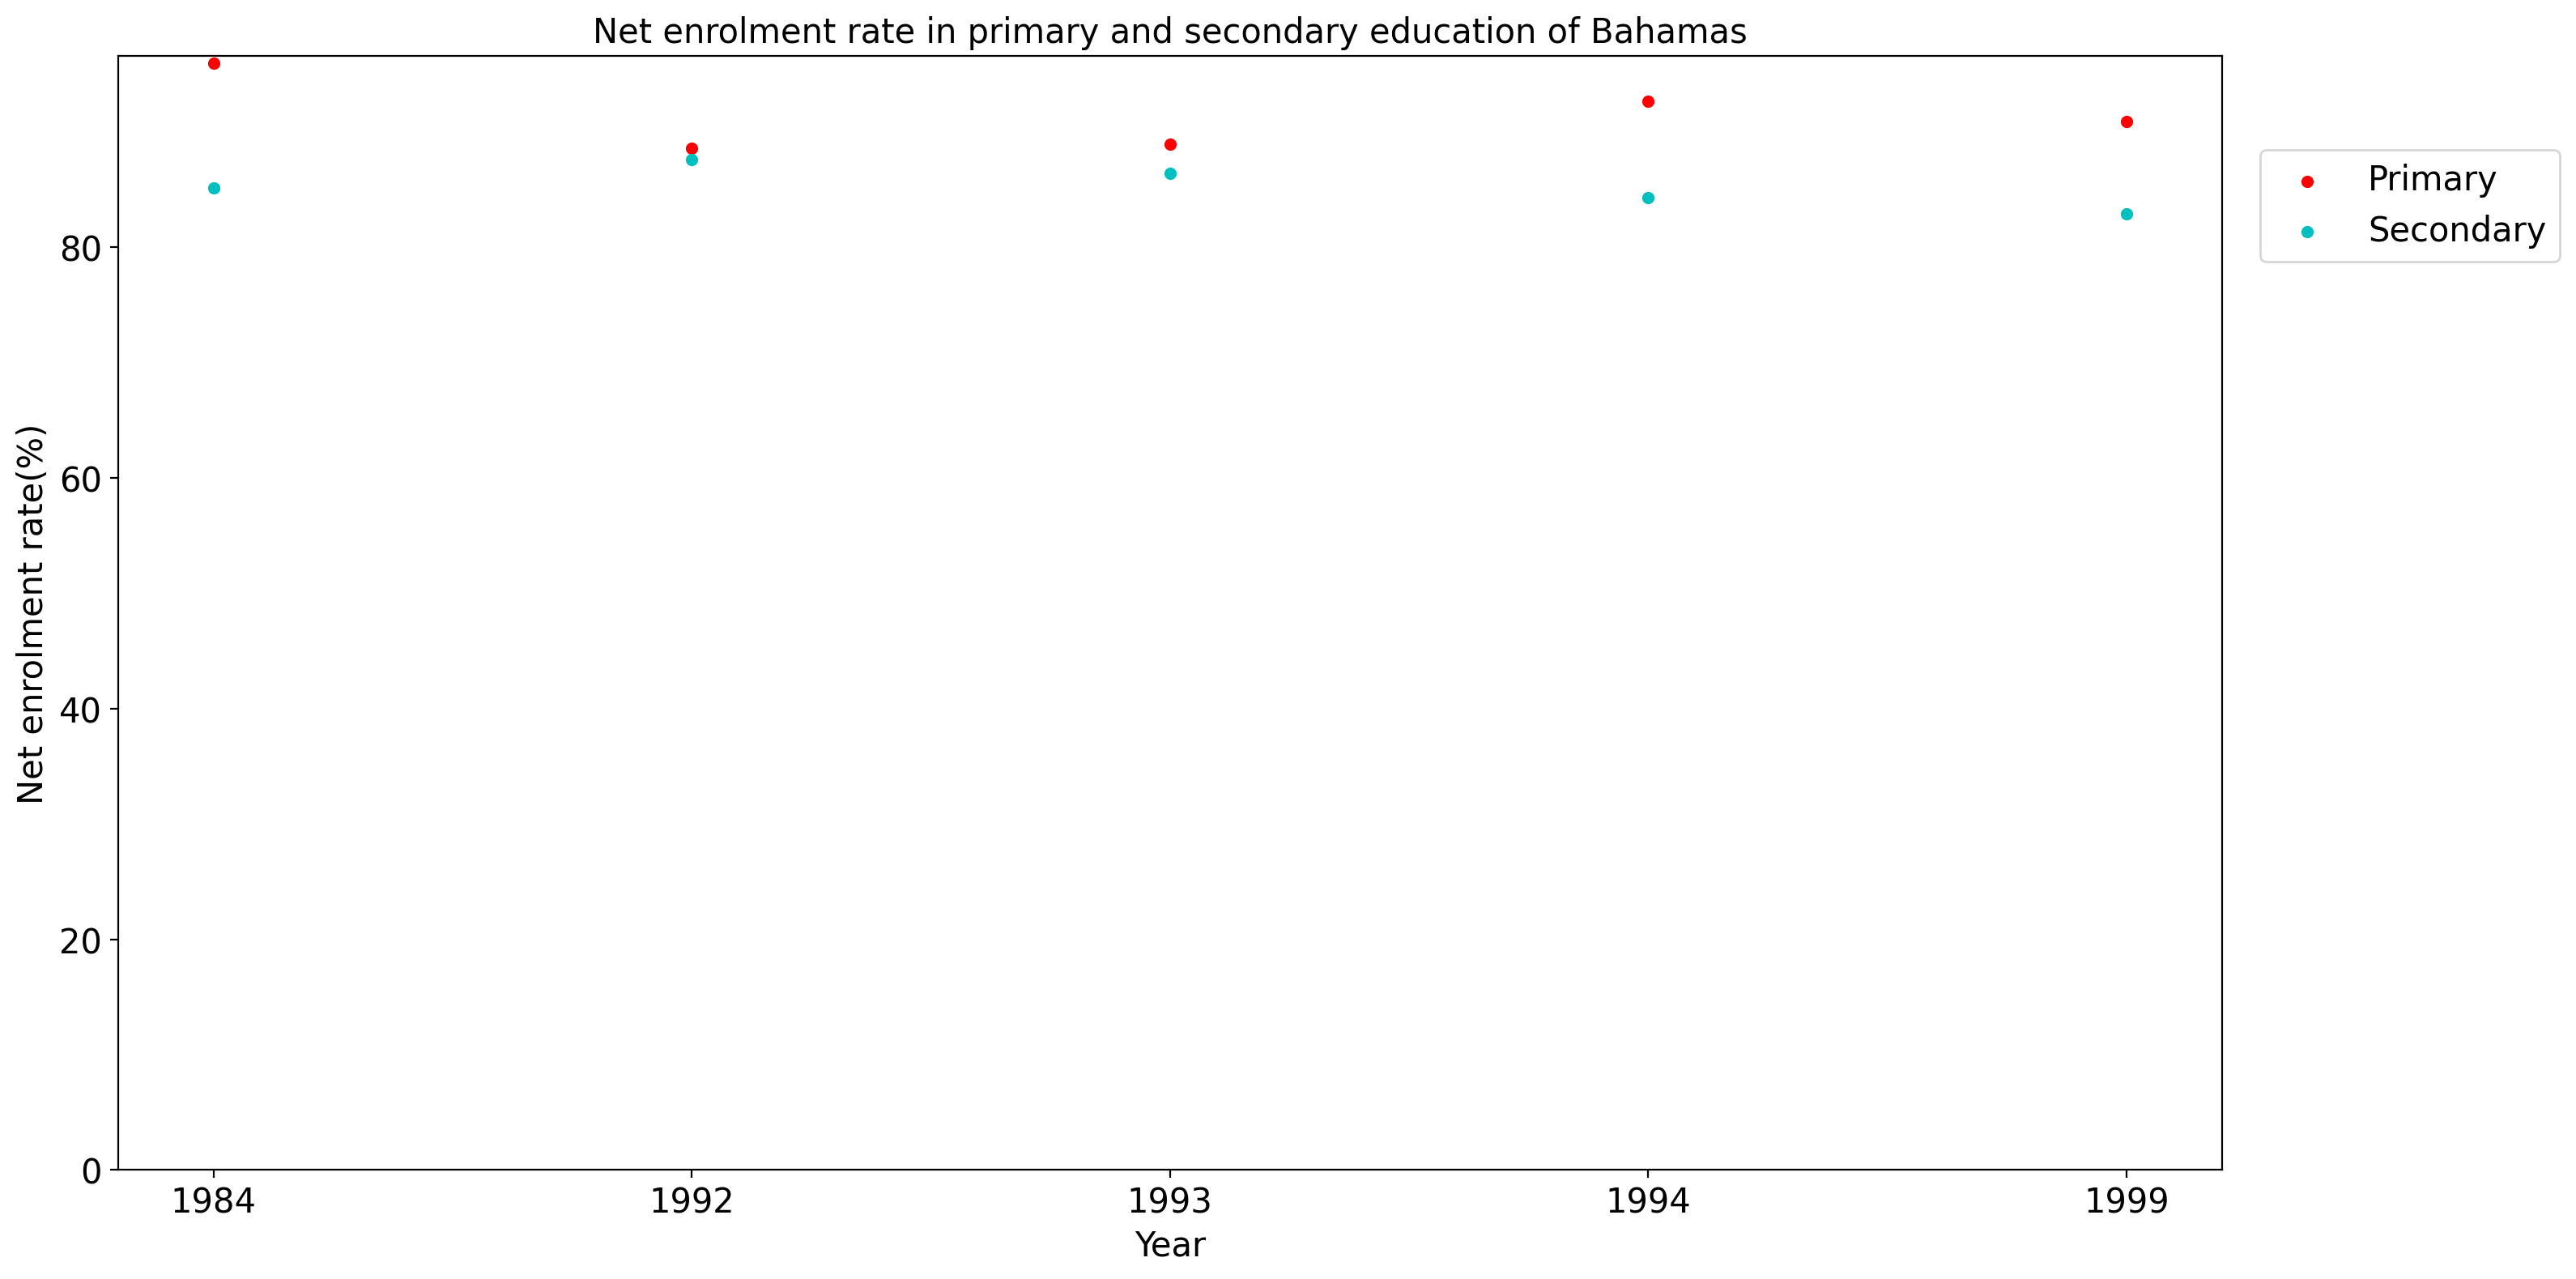 Net enrolment rate in primary and secondary education of Bahamas
Primary
Secondary
80
60
40
20
0
Net enrolment rate(%)
1984 1992 1993 1994 1999
Year